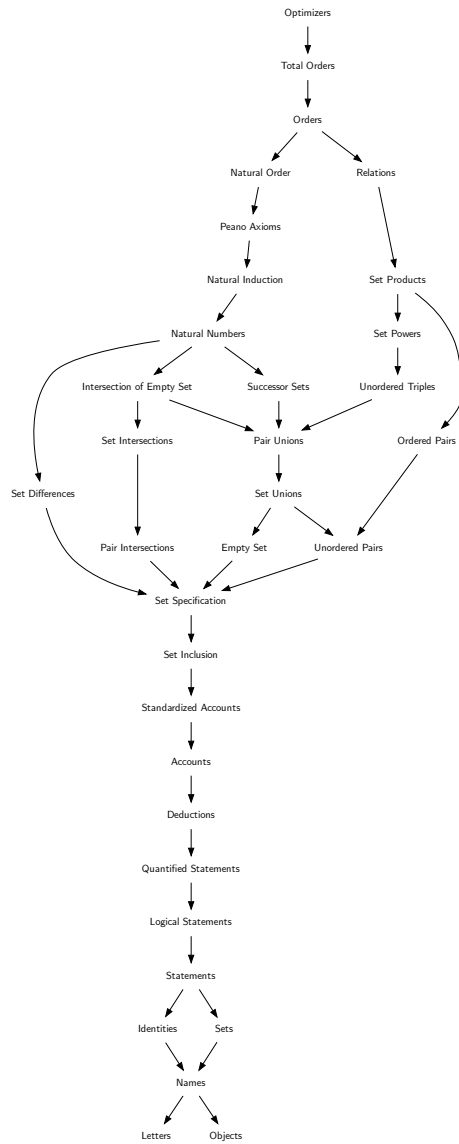 Optimizers
Total Orders
Orders
Natural Order
Relations
Peano Axioms
Natural Induction
Set Products
Natural Numbers
Set Powers
Intersection of Empty Set
Successor Sets
Unordered Triples
Set Intersections
Pair Unions
Ordered Pairs
Set Differences
Set Unions
Pair Intersections
Empty Set
Unordered Pairs
Set Specification
Set Inclusion
Standardized Accounts
Accounts
Deductions
Quantified Statements
Logical Statements
Statements
Identities
Sets
Names
Letters
Objects